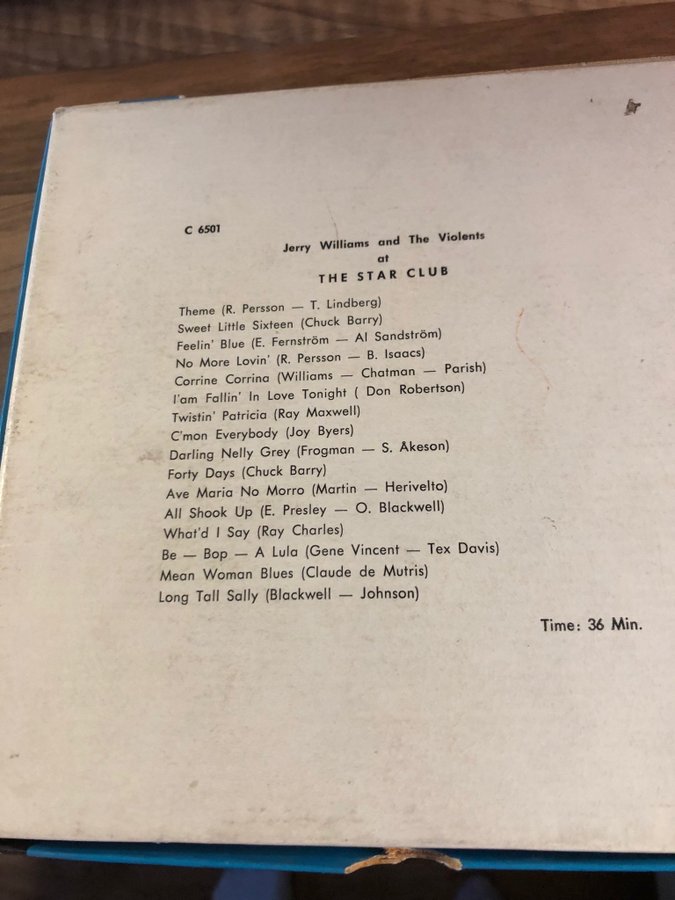 C 6501
Jerry Williams and The Violents
at
THE STAR CLUB
Theme (R. Persson — T. Lindberg)
Sweet Little Sixteen (Chuck Barry)
Feelin' Blue (E. Fernström — Al Sandström)
No More Lovin' (R. Persson — B. Isaacs)
Corrine Corrina (Williams — Chatman — Parish)
I'am Fallin' In Love Tonight ( Don Robertson)
Twistin' Patricia (Ray Maxwell)
C'mon Everybody (Joy Byers)
Darling Nelly Grey (Frogman — S. Åkeson)
Forty Days (Chuck Barry)
Ave Maria No Morro (Martin — Herivelto)
All Shook Up (E. Presley — O. Blackwell)
What'd I Say (Ray Charles)
Be — Bop — A Lula (Gene Vincent — Tex Davis)
Mean Woman Blues (Claude de Mutris)
Long Tall Sally (Blackwell — Johnson)
Time: 36 Min.